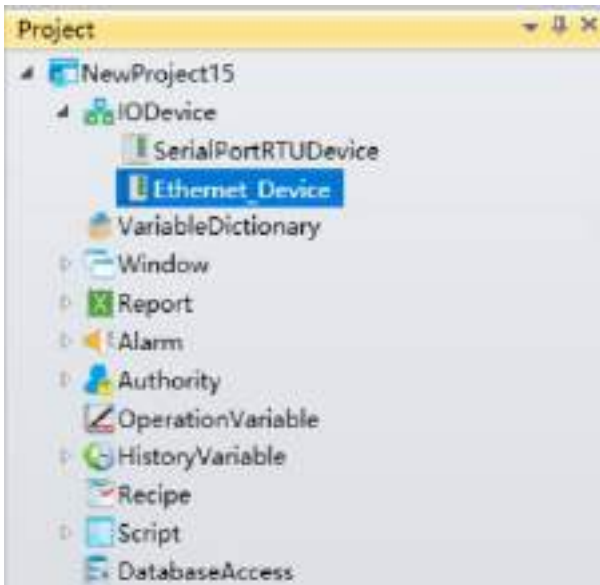 Project
NewProject15
IODevice
SerialPortRTUDevice
Ethernet_Device
VariableDictionary
Window
Report
Alarm
Authority
OperationVariable
HistoryVariable
Recipe
Script
DatabaseAccess